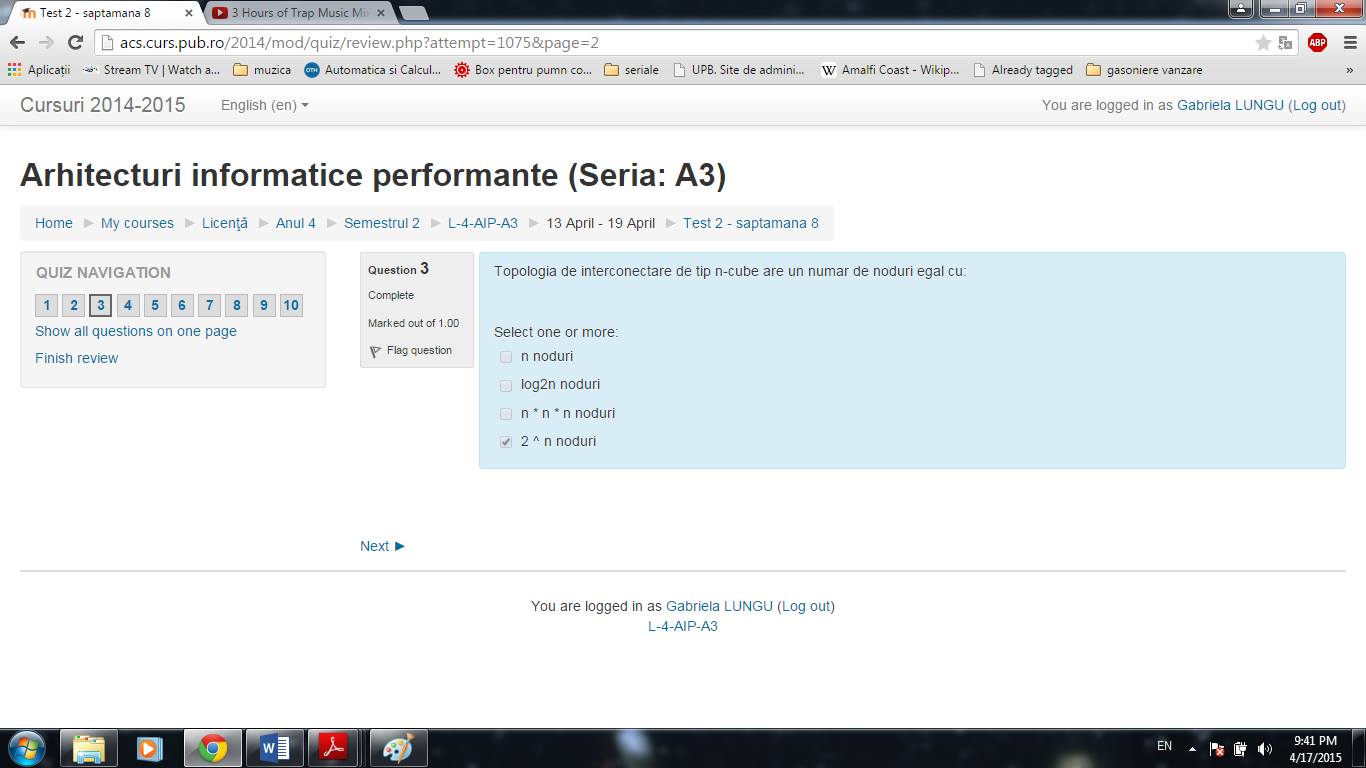 Test 2 - saptamana 8
3 Hours of Trap Music Mix
acs.curs.pub.ro/2014/mod/quiz/review.php?attempt=1075&page=2
ABP
Aplicații Stream TV | Watch a... muzica Automatica si Calcul... Box pentru pumn co... seriale UPB. Site de admini... W Amalfi Coast - Wikip... Already tagged gasoniere vanzare »
Cursuri 2014-2015 English (en) You are logged in as Gabriela LUNGU (Log out)
Arhitecturi informatice performante (Seria: A3)
Home ► My courses ► Licenţă ► Anul 4 ► Semestrul 2 ► L-4-AIP-A3 ► 13 April - 19 April ► Test 2 - saptamana 8
QUIZ NAVIGATION
1 2 3 4 5 6 7 8 9 10
Show all questions on one page
Finish review
Question 3
Complete
Marked out of 1.00
Flag question
Topologia de interconectare de tip n-cube are un numar de noduri egal cu:
Select one or more:
n noduri
log2n noduri
n * n * n noduri
2 ^ n noduri
Next ►
You are logged in as Gabriela LUNGU (Log out)
L-4-AIP-A3
EN
9:41 PM
4/17/2015